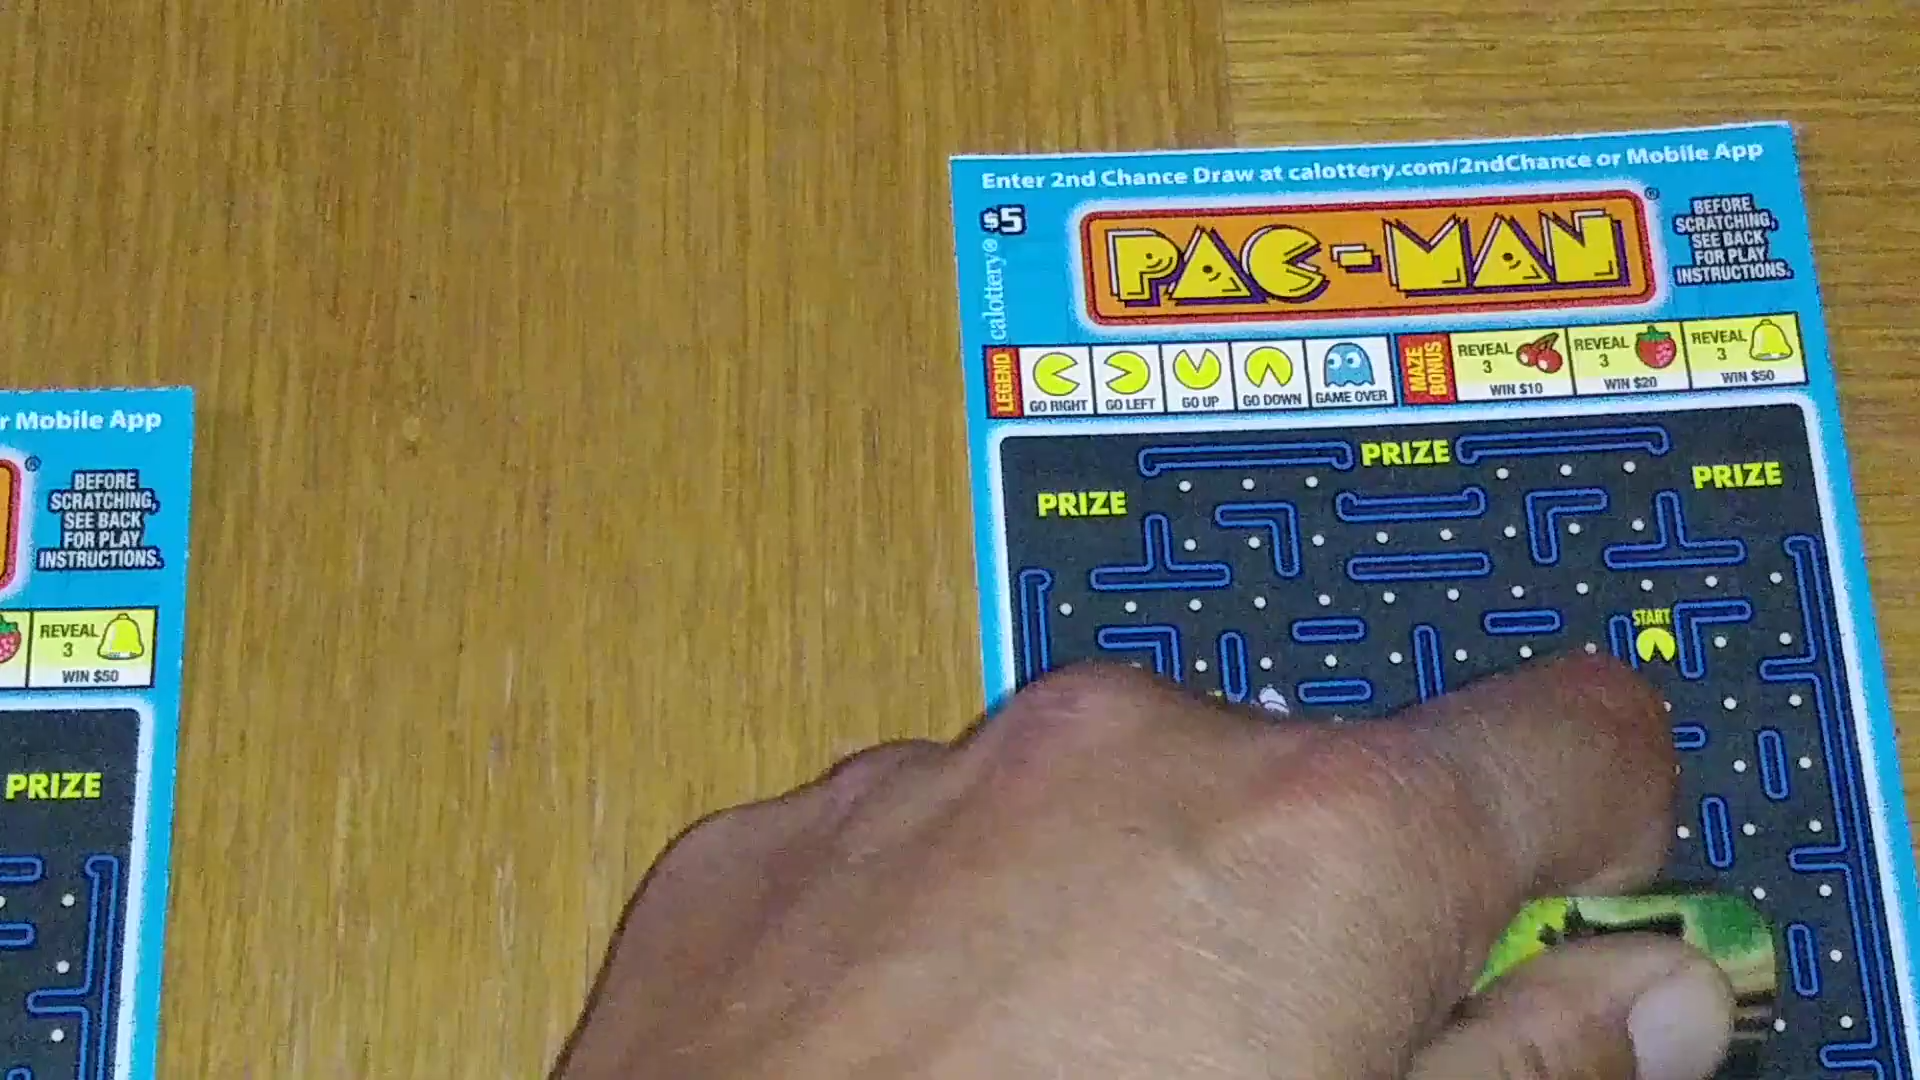 Enter 2nd Chance Draw at calottery.com/2ndChance or Mobile App
$5
calottery®
PAC-MAN®
BEFORE
SCRATCHING,
SEE BACK
FOR PLAY
INSTRUCTIONS.
LEGEND
GO RIGHT
GO LEFT
GO UP
GO DOWN
GAME OVER
MAZE
BONUS
REVEAL
3
WIN $10
REVEAL
3
WIN $20
REVEAL
3
WIN $50
PRIZE
PRIZE
PRIZE
START
r Mobile App
®
BEFORE
SCRATCHING,
SEE BACK
FOR PLAY
INSTRUCTIONS.
REVEAL
3
WIN $50
PRIZE